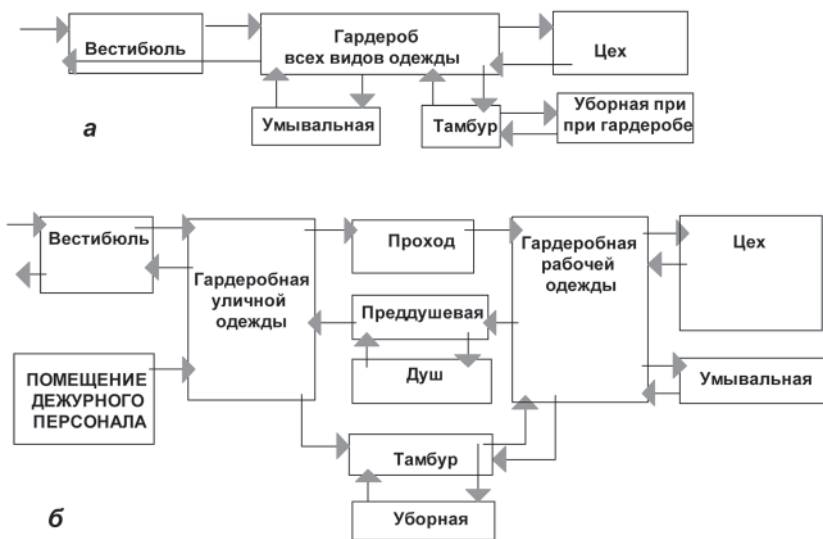 Вестибюль
Гардероб
всех видов одежды
Цех
Умывальная
Тамбур
Уборная при
при гардеробе
а
Вестибюль
Гардеробная
уличной
одежды
Проход
Гардеробная
рабочей
одежды
Цех
Преддушевая
Душ
Умывальная
ПОМЕЩЕНИЕ
ДЕЖУРНОГО
ПЕРСОНАЛА
Тамбур
Уборная
б